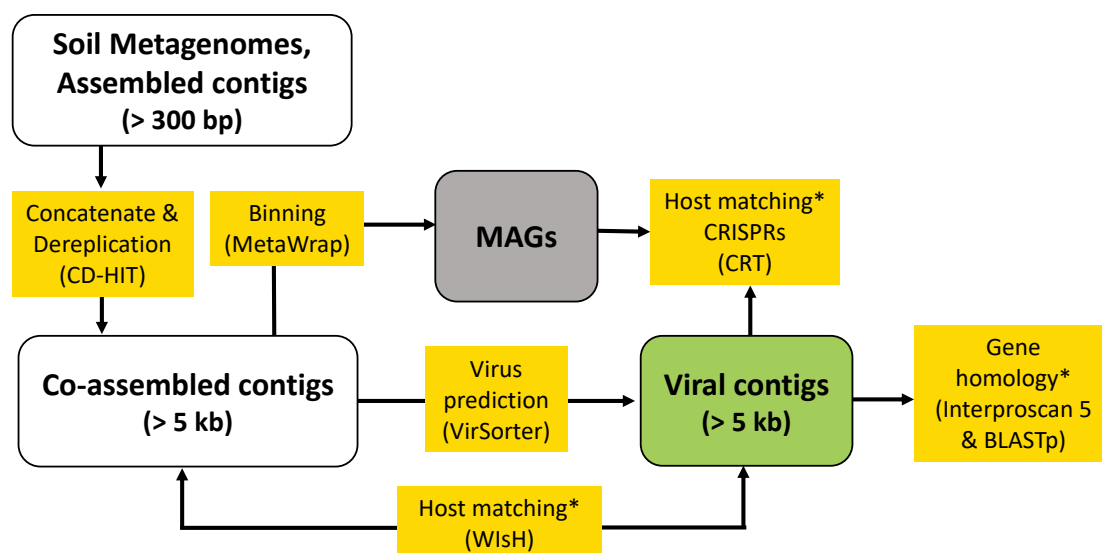 Soil Metagenomes,
Assembled contigs
(> 300 bp)
Concatenate &
Dereplication
(CD-HIT)
Binning
(MetaWrap)
MAGs
Host matching*
CRISPRs
(CRT)
Co-assembled contigs
(> 5 kb)
Virus
prediction
(VirSorter)
Viral contigs
(> 5 kb)
Gene
homology*
(Interproscan 5
& BLASTp)
Host matching*
(WIsH)